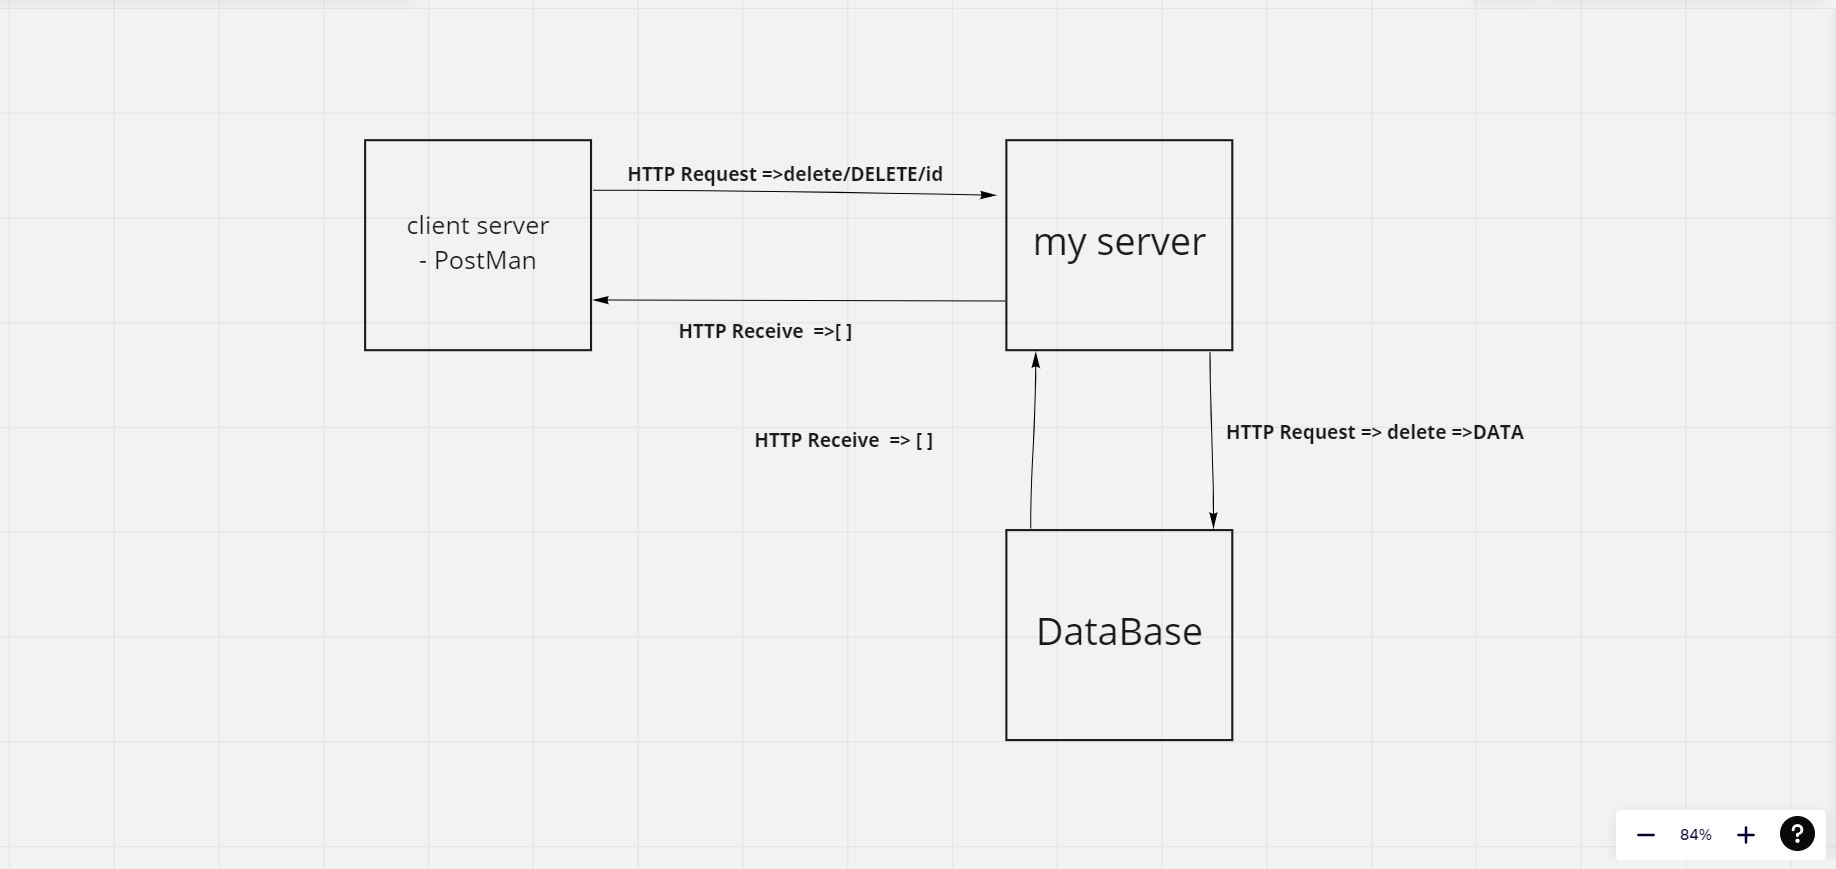 HTTP Request =>delete/DELETE/id
client server
- PostMan
my server
HTTP Receive =>[ ]
HTTP Receive => [ ]
HTTP Request => delete =>DATA
DataBase
84%
?